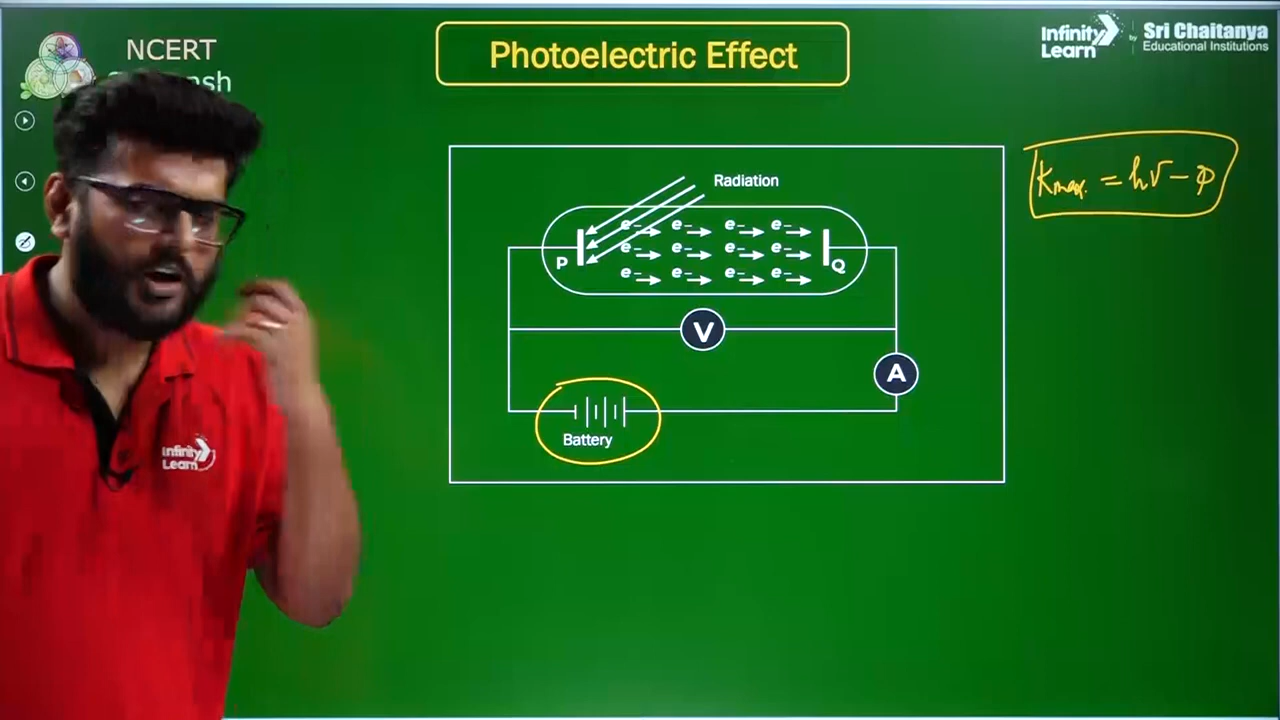 NCERT
Photoelectric Effect
Infinity Learn by Sri Chaitanya Educational Institutions
Kmax. = hν − φ
Radiation
e⁻ e⁻ e⁻ e⁻
e⁻ e⁻ e⁻ e⁻
e⁻ e⁻ e⁻ e⁻
P
Q
V
A
Battery
Infinity Learn